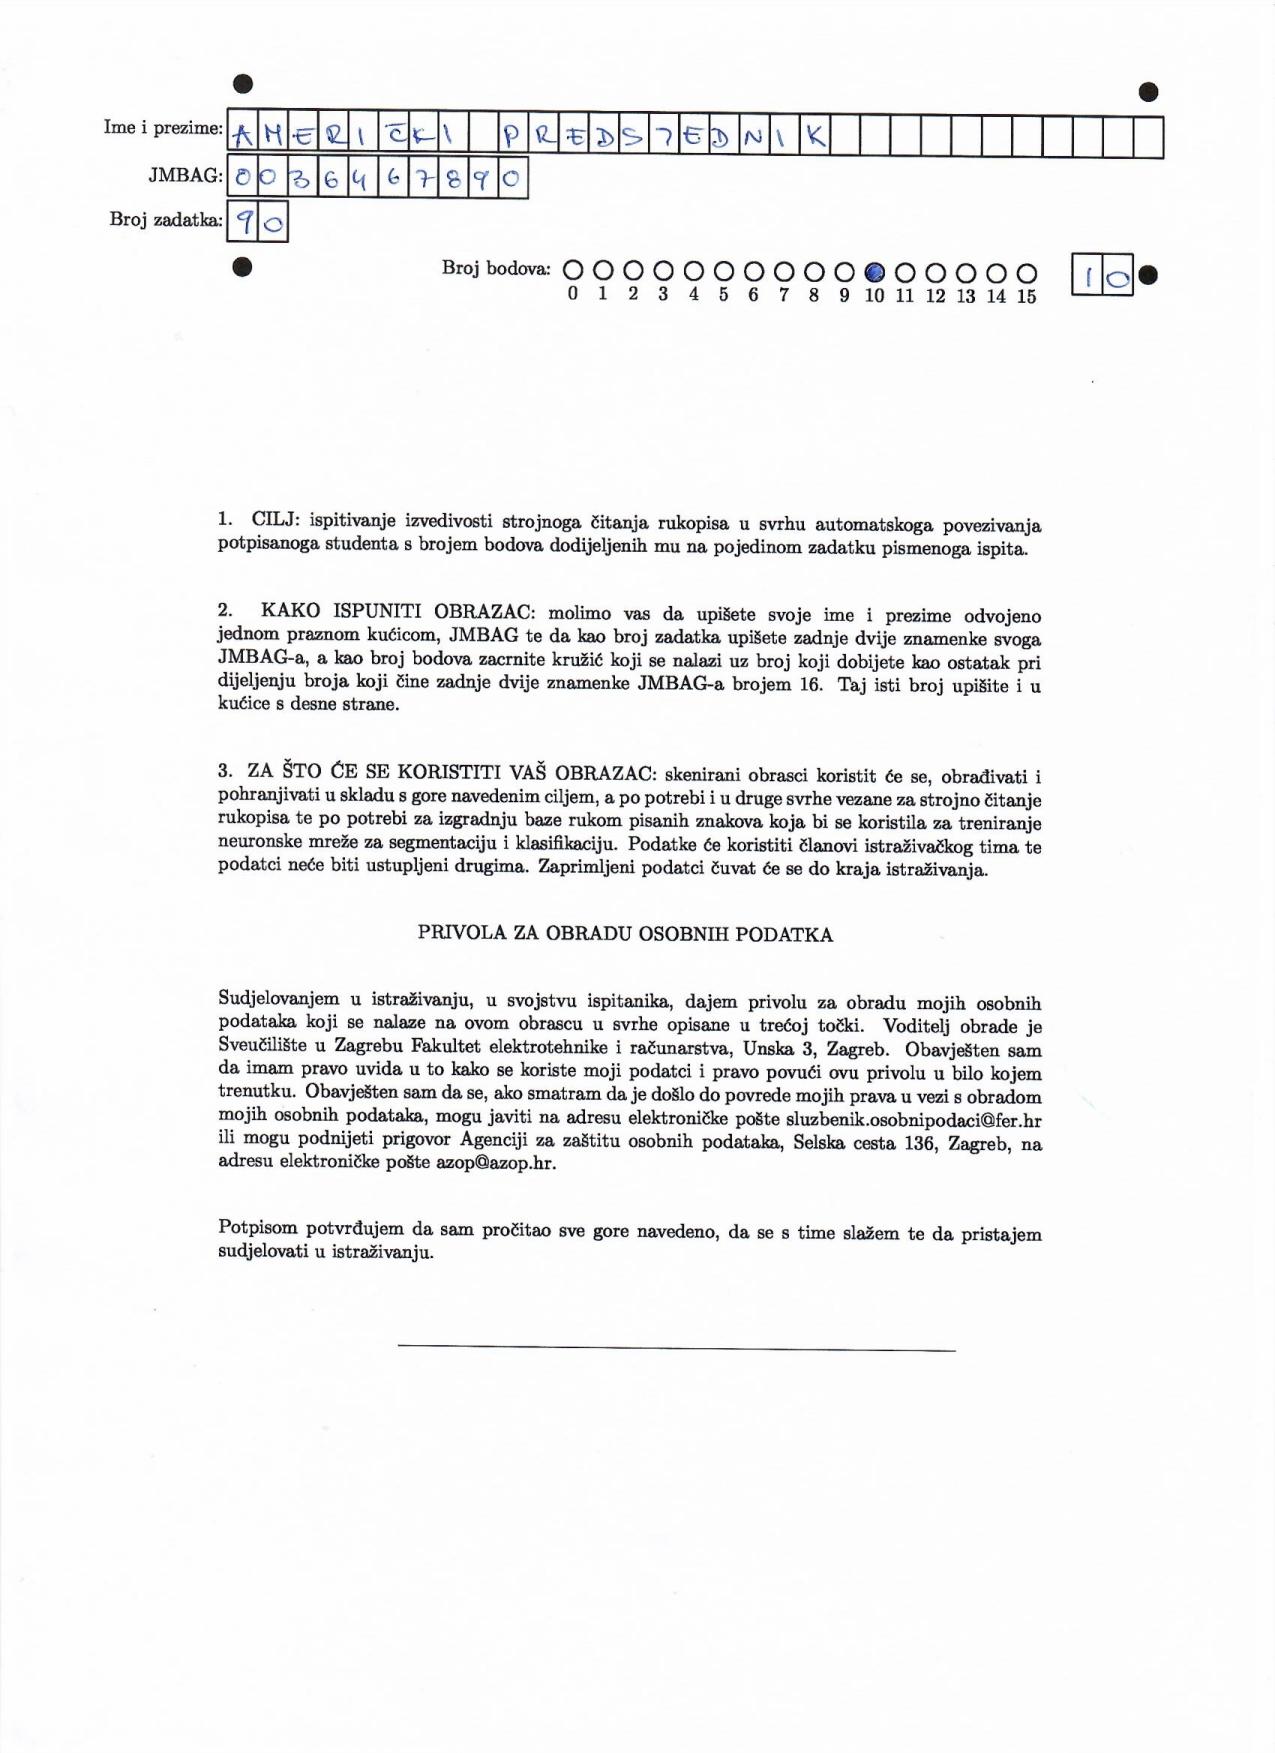 Ime i prezime: AMERIČKI PREDSJEDNIK
JMBAG: 0036467890
Broj zadatka: 90
Broj bodova: 10
0 1 2 3 4 5 6 7 8 9 10 11 12 13 14 15
1. CILJ: ispitivanje izvedivosti strojnoga čitanja rukopisa u svrhu automatskoga povezivanja
potpisanoga studenta s brojem bodova dodijeljenih mu na pojedinom zadatku pismenoga ispita.
2. KAKO ISPUNITI OBRAZAC: molimo vas da upišete svoje ime i prezime odvojeno
jednom praznom kućicom, JMBAG te da kao broj zadatka upišete zadnje dvije znamenke svoga
JMBAG-a, a kao broj bodova zacrnite kružić koji se nalazi uz broj koji dobijete kao ostatak pri
dijeljenju broja koji čine zadnje dvije znamenke JMBAG-a brojem 16. Taj isti broj upišite i u
kućice s desne strane.
3. ZA ŠTO ĆE SE KORISTITI VAŠ OBRAZAC: skenirani obrasci koristit će se, obrađivati i
pohranjivati u skladu s gore navedenim ciljem, a po potrebi i u druge svrhe vezane za strojno čitanje
rukopisa te po potrebi za izgradnju baze rukom pisanih znakova koja bi se koristila za treniranje
neuronske mreže za segmentaciju i klasifikaciju. Podatke će koristiti članovi istraživačkog tima te
podatci neće biti ustupljeni drugima. Zaprimljeni podatci čuvat će se do kraja istraživanja.
PRIVOLA ZA OBRADU OSOBNIH PODATKA
Sudjelovanjem u istraživanju, u svojstvu ispitanika, dajem privolu za obradu mojih osobnih
podataka koji se nalaze na ovom obrascu u svrhe opisane u trećoj točki. Voditelj obrade je
Sveučilište u Zagrebu Fakultet elektrotehnike i računarstva, Unska 3, Zagreb. Obavješten sam
da imam pravo uvida u to kako se koriste moji podatci i pravo povući ovu privolu u bilo kojem
trenutku. Obavješten sam da se, ako smatram da je došlo do povrede mojih prava u vezi s obradom
mojih osobnih podataka, mogu javiti na adresu elektroničke pošte sluzbenik.osobnipodaci@fer.hr
ili mogu podnijeti prigovor Agenciji za zaštitu osobnih podataka, Selska cesta 136, Zagreb, na
adresu elektroničke pošte azop@azop.hr.
Potpisom potvrđujem da sam pročitao sve gore navedeno, da se s time slažem te da pristajem
sudjelovati u istraživanju.